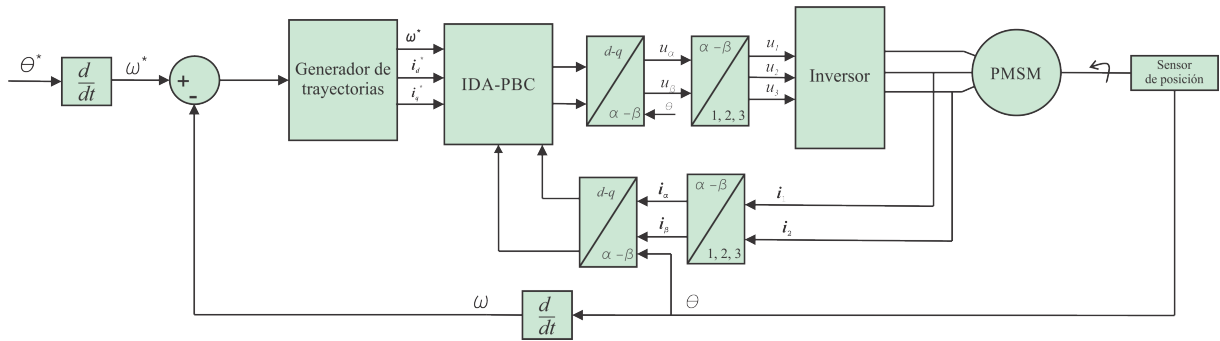 θ*
d
dt
ω*
+
-
Generador de
trayectorias
ω*
i_d*
i_q*
IDA-PBC
d-q
α-β
u_α
u_β
θ
α-β
1, 2, 3
u_1
u_2
u_3
Inversor
PMSM
Sensor
de posición
d-q
α-β
i_α
i_β
α-β
1, 2, 3
i
i_2
ω
d
dt
θ